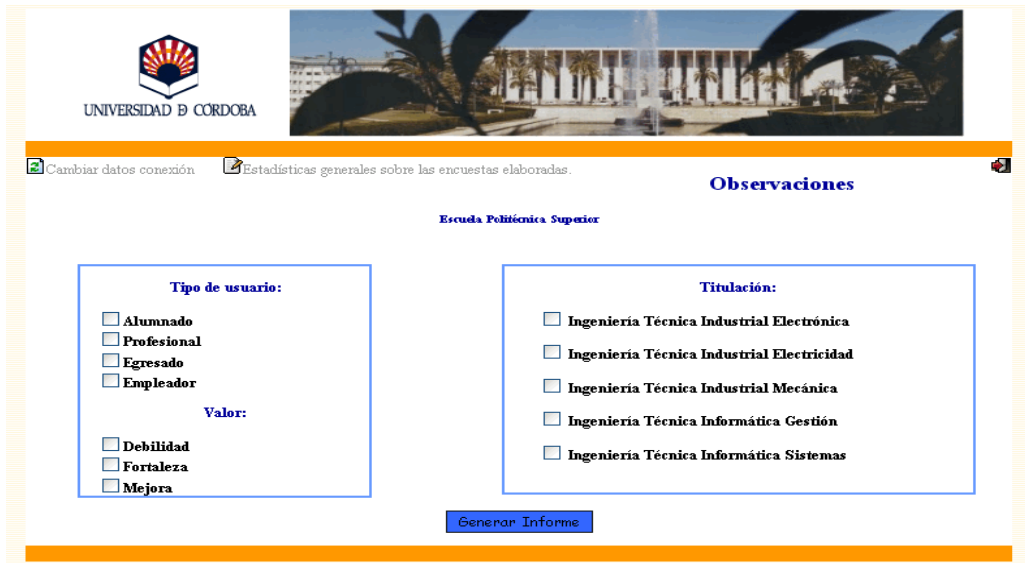 UNIVERSIDAD Ð CORDOBA
Cambiar datos conexión Estadísticas generales sobre las encuestas elaboradas.
Observaciones
Escuela Politécnica Superior
Tipo de usuario:
Alumnado
Profesional
Egresado
Empleador
Valor:
Debilidad
Fortaleza
Mejora
Titulación:
Ingeniería Técnica Industrial Electrónica
Ingeniería Técnica Industrial Electricidad
Ingeniería Técnica Industrial Mecánica
Ingeniería Técnica Informática Gestión
Ingeniería Técnica Informática Sistemas
Generar Informe